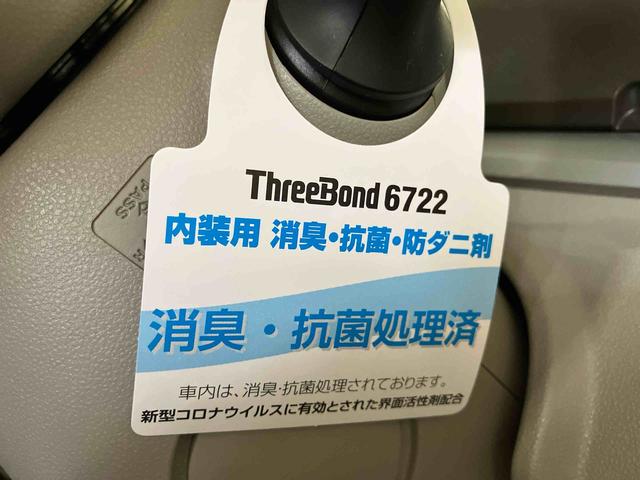 ThreeBond 6722
内装用 消臭・抗菌・防ダニ剤
消臭・抗菌処理済
車内は、消臭・抗菌処理されております。
新型コロナウイルスに有効とされた界面活性剤配合